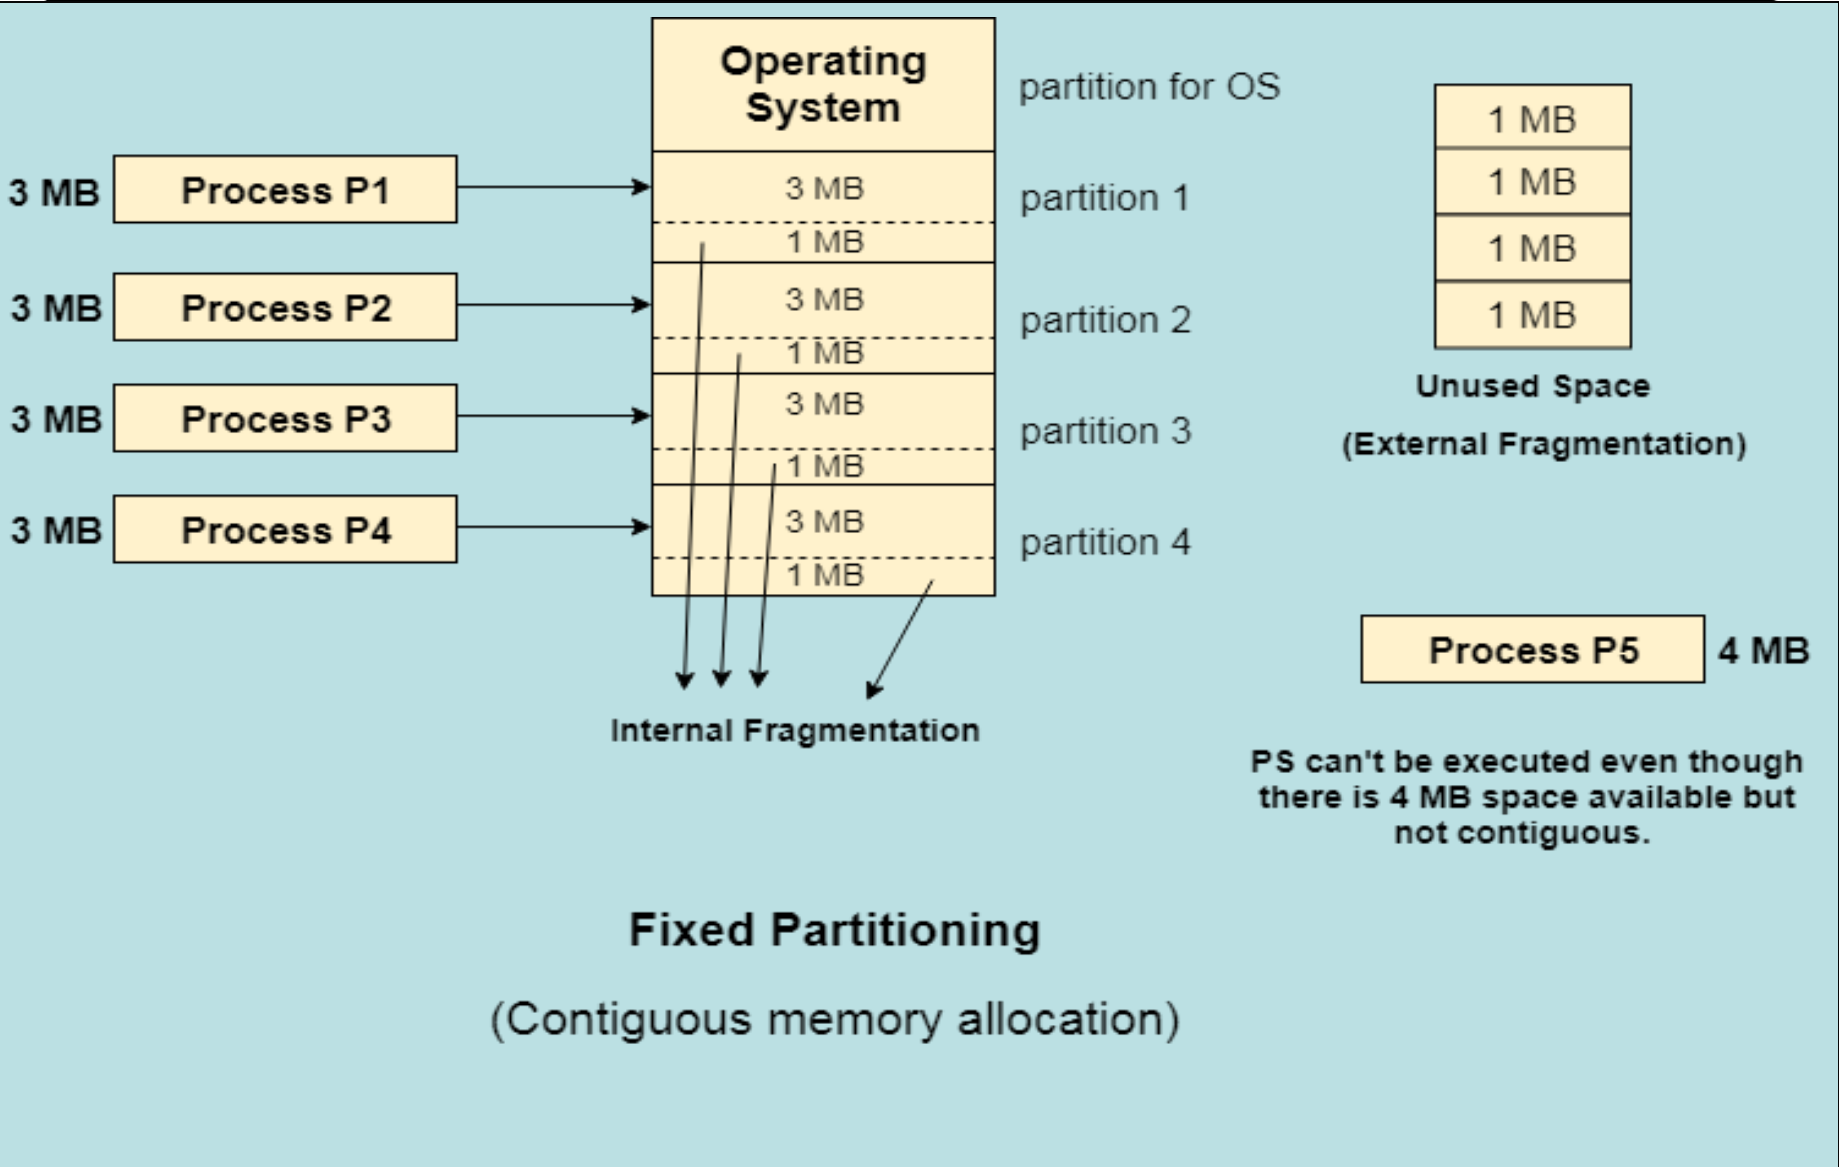 Operating
System
partition for OS
3 MB
Process P1
3 MB
1 MB
partition 1
3 MB
Process P2
3 MB
1 MB
partition 2
3 MB
Process P3
3 MB
1 MB
partition 3
3 MB
Process P4
3 MB
1 MB
partition 4
Internal Fragmentation
1 MB
1 MB
1 MB
1 MB
Unused Space
(External Fragmentation)
Process P5
4 MB
PS can't be executed even though
there is 4 MB space available but
not contiguous.
Fixed Partitioning
(Contiguous memory allocation)